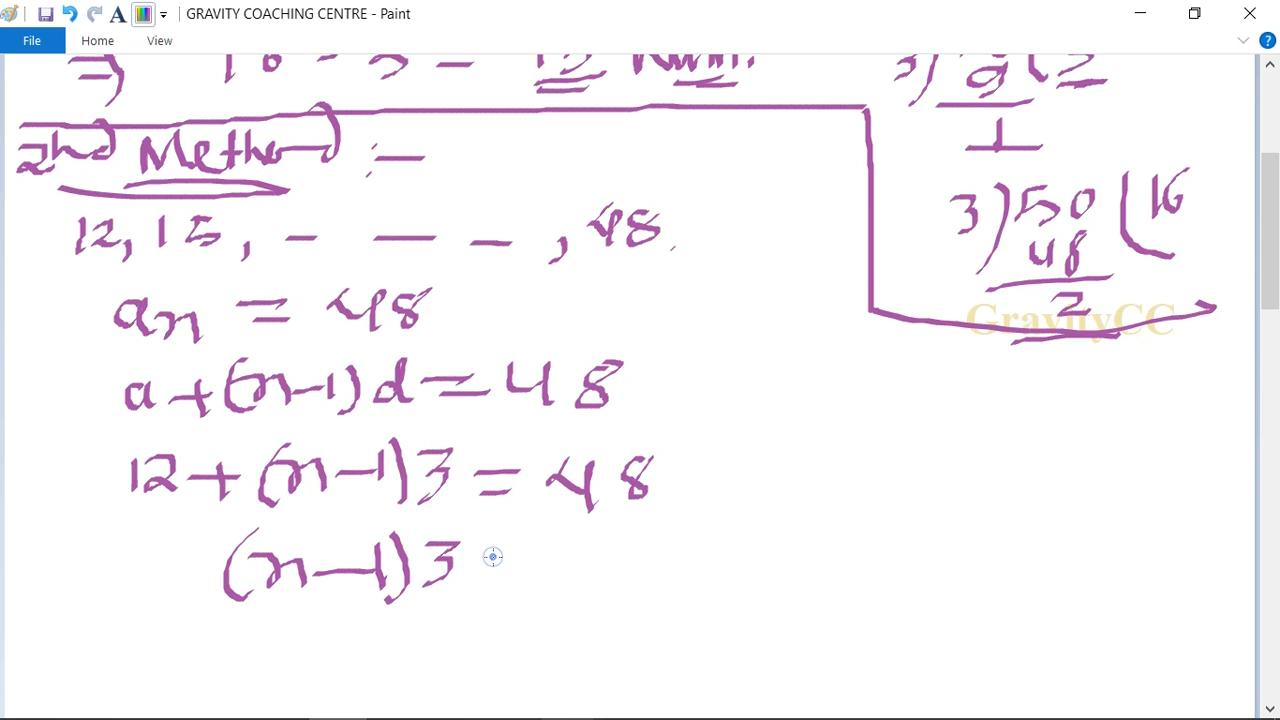 GRAVITY COACHING CENTRE - Paint
File Home View
2nd Method :-
12, 15, - - - , 48.
an = 48
a + (n-1) d = 48
12 + (n-1) 3 = 48
(n-1) 3
1
3) 50 ( 16
48
2
GravityCC